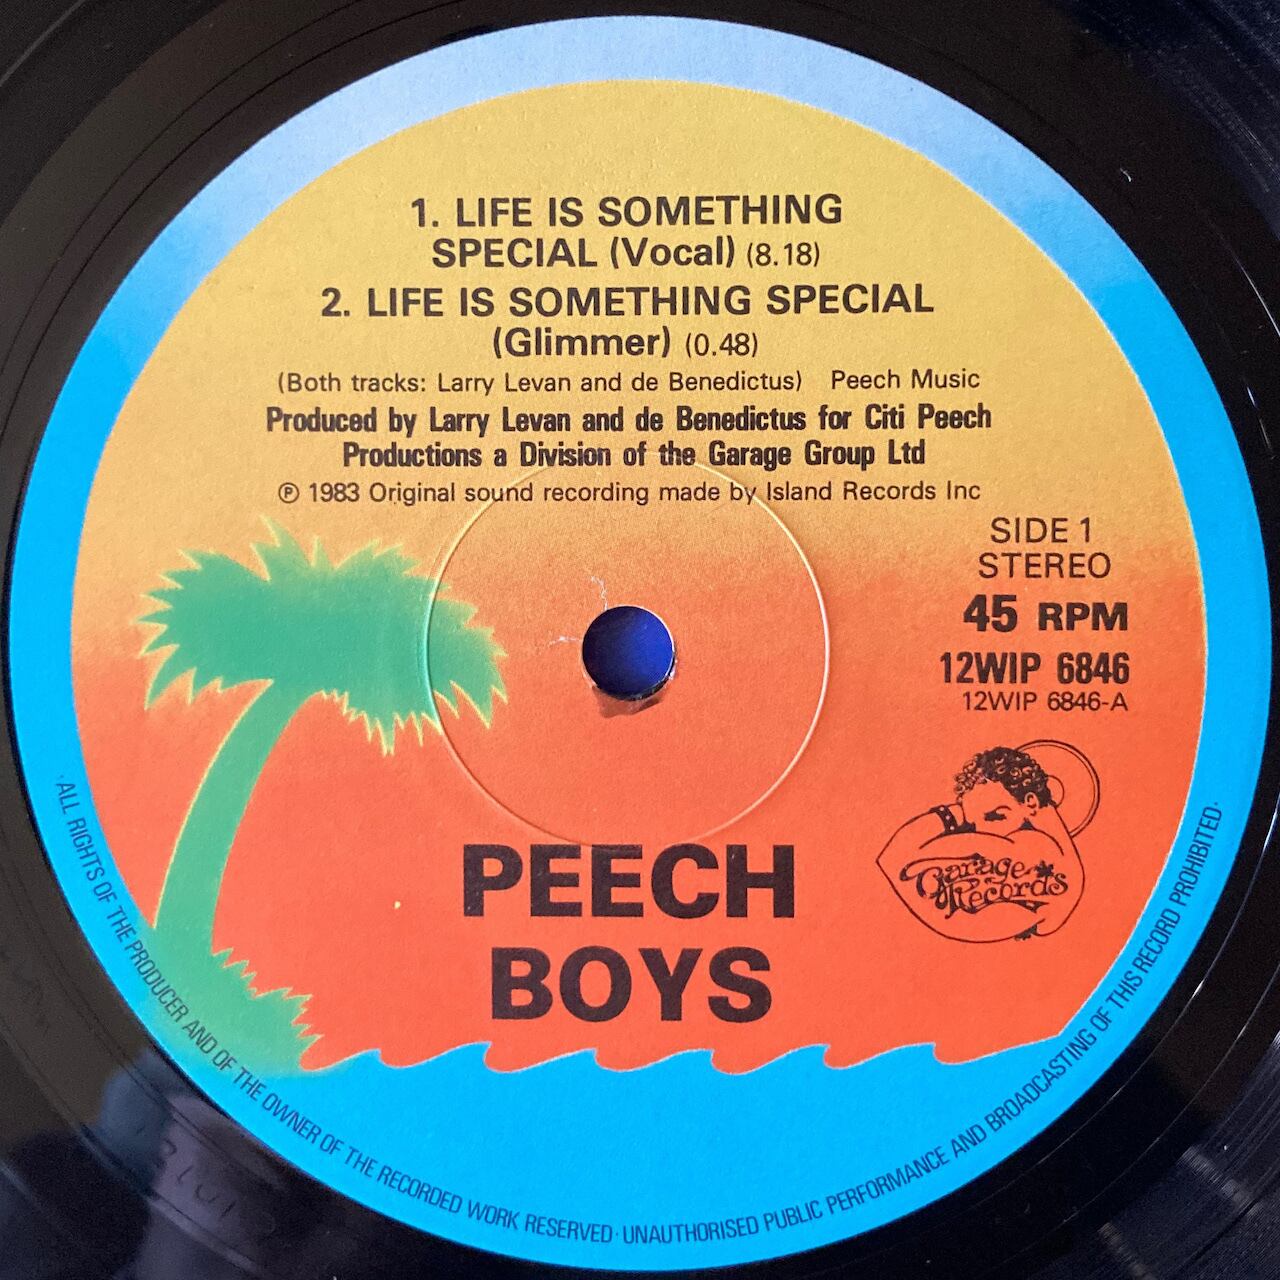 1. LIFE IS SOMETHING
SPECIAL (Vocal) (8.18)
2. LIFE IS SOMETHING SPECIAL
(Glimmer) (0.48)
(Both tracks: Larry Levan and de Benedictus) Peech Music
Produced by Larry Levan and de Benedictus for Citi Peech
Productions a Division of the Garage Group Ltd
℗ 1983 Original sound recording made by Island Records Inc
SIDE 1
STEREO
45 RPM
12WIP 6846
12WIP 6846-A
Garage
Records
PEECH
BOYS
·ALL RIGHTS OF THE PRODUCER AND OF THE OWNER OF THE RECORDED WORK RESERVED· UNAUTHORISED PUBLIC PERFORMANCE AND BROADCASTING OF THIS RECORD PROHIBITED·